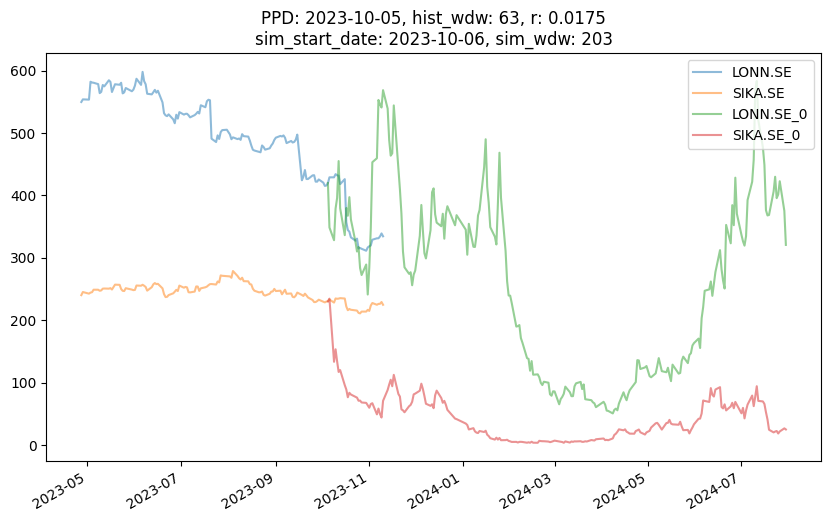 PPD: 2023-10-05, hist_wdw: 63, r: 0.0175
sim_start_date: 2023-10-06, sim_wdw: 203
600
500
400
300
200
100
0
LONN.SE
SIKA.SE
LONN.SE_0
SIKA.SE_0
2023-05
2023-07
2023-09
2023-11
2024-01
2024-03
2024-05
2024-07